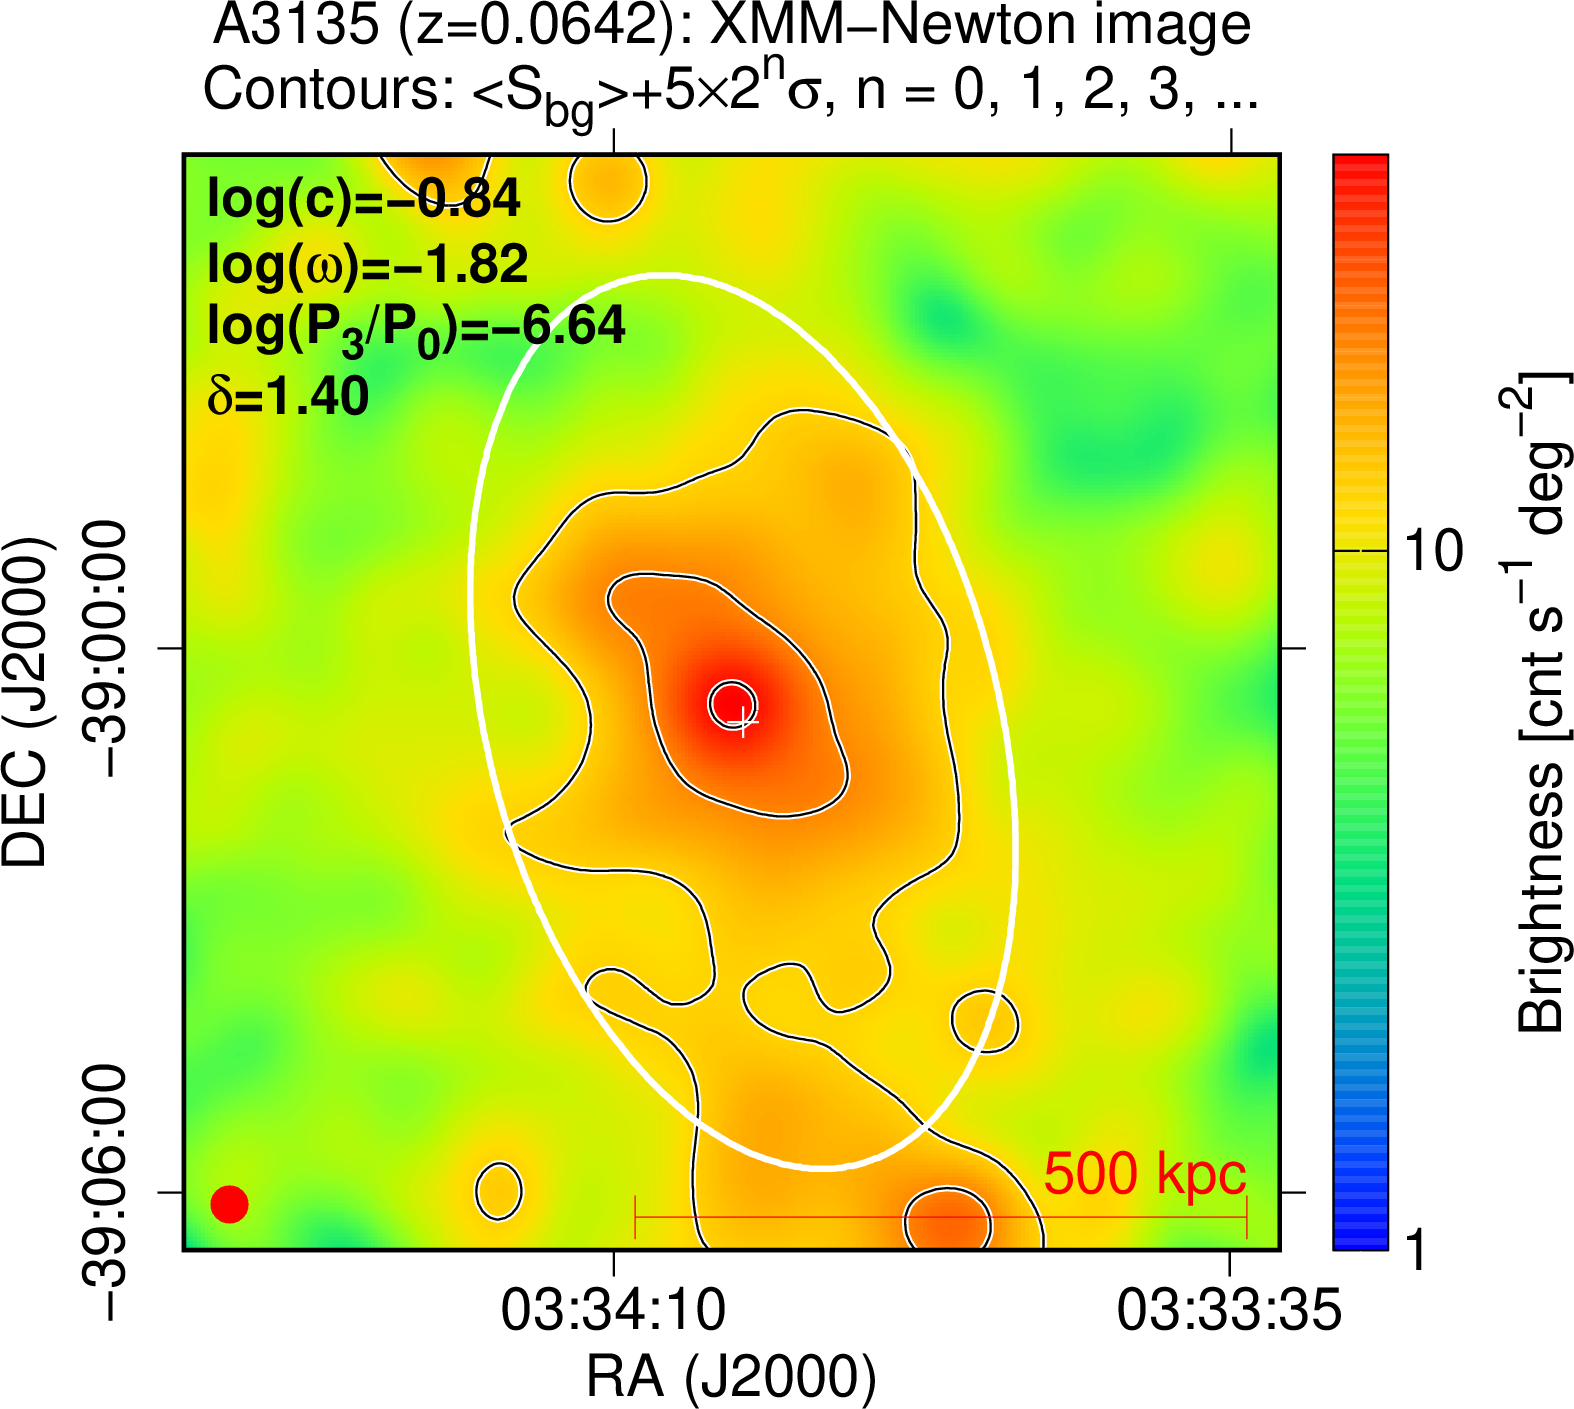 A3135 (z=0.0642): XMM−Newton image
Contours: <S_bg>+5×2^nσ, n = 0, 1, 2, 3, ...
log(c)=−0.84
log(ω)=−1.82
log(P_3/P_0)=−6.64
δ=1.40
DEC (J2000)
−39:00:00
−39:06:00
500 kpc
03:34:10
03:33:35
RA (J2000)
10
1
Brightness [cnt s^−1 deg^−2]